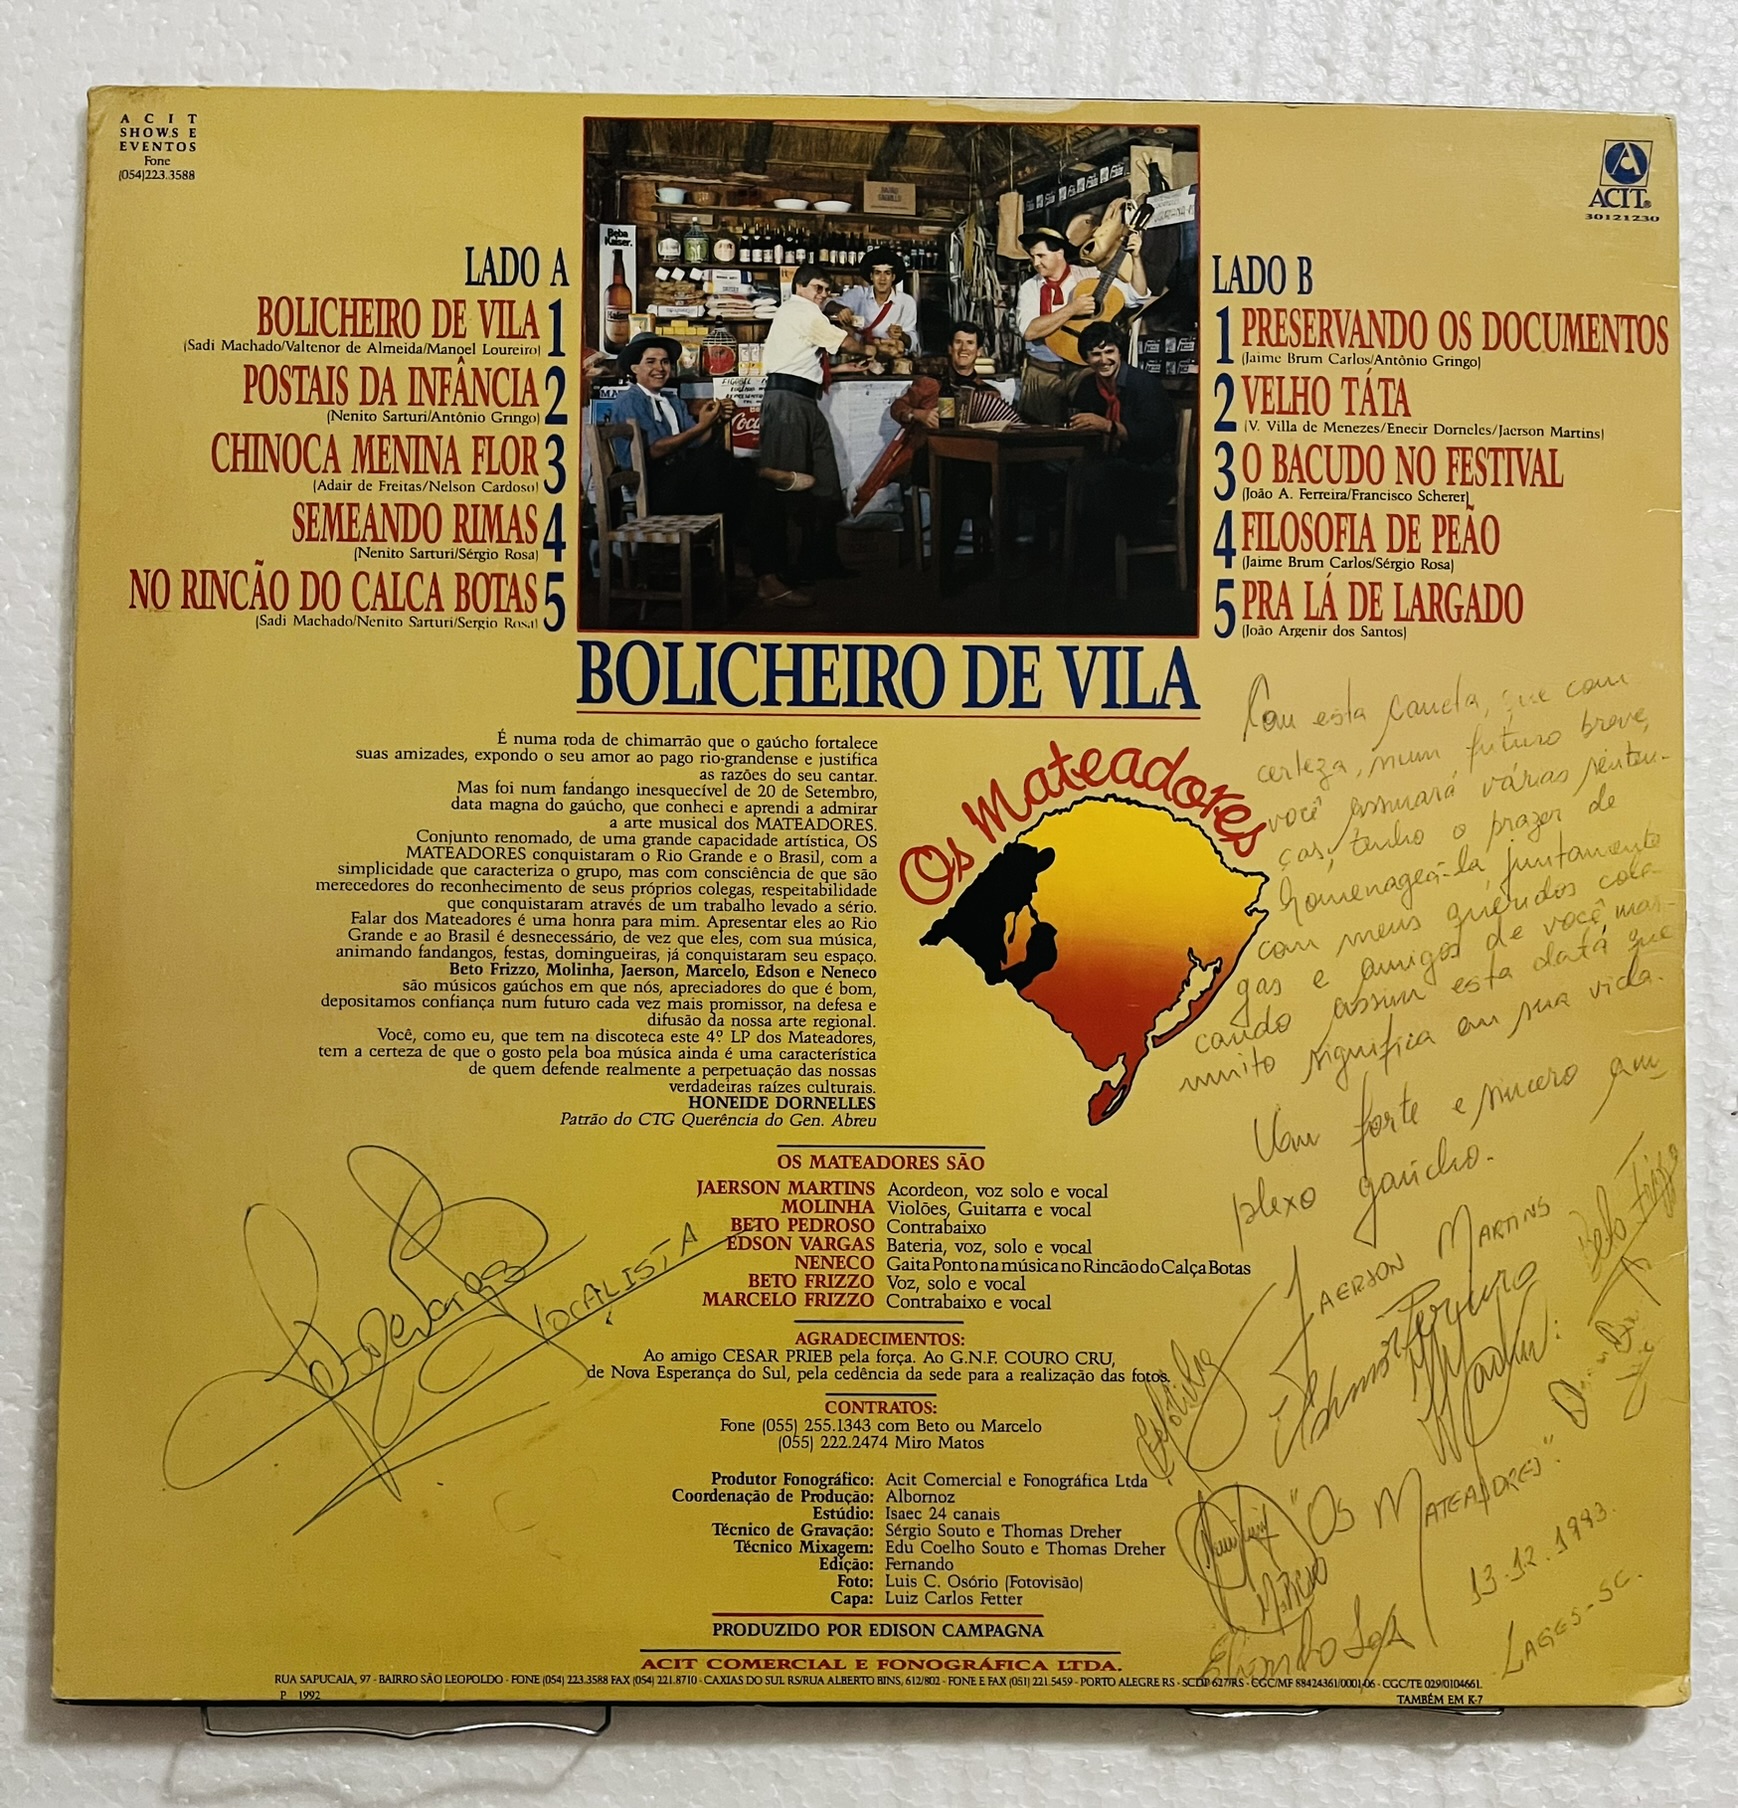 ACIT
SHOWS E
EVENTOS
Fone
(054)223.3588
ACIT®
30121230
Beba
Kaiser.
LADO A
BOLICHEIRO DE VILA 1
(Sadi Machado/Valtenor de Almeida/Manoel Loureiro)
POSTAIS DA INFÂNCIA 2
(Nenito Sarturi/Antônio Gringo)
CHINOCA MENINA FLOR 3
(Adair de Freitas/Nelson Cardoso)
SEMEANDO RIMAS 4
(Nenito Sarturi/Sérgio Rosa)
NO RINCÃO DO CALCA BOTAS 5
(Sadi Machado/Nenito Sarturi/Sergio Rosa)
LADO B
1 PRESERVANDO OS DOCUMENTOS
(Jaime Brum Carlos/Antônio Gringo)
2 VELHO TÁTA
(V. Villa de Menezes/Enecir Dorneles/Jaerson Martins)
3 O BACUDO NO FESTIVAL
(João A. Ferreira/Francisco Scherer)
4 FILOSOFIA DE PEÃO
(Jaime Brum Carlos/Sérgio Rosa)
5 PRA LÁ DE LARGADO
(João Argenir dos Santos)
BOLICHEIRO DE VILA
É numa roda de chimarrão que o gaúcho fortalece
suas amizades, expondo o seu amor ao pago rio-grandense e justifica
as razões do seu cantar.
Mas foi num fandango inesquecível de 20 de Setembro,
data magna do gaúcho, que conheci e aprendi a admirar
a arte musical dos MATEADORES.
Conjunto renomado, de uma grande capacidade artística, OS
MATEADORES conquistaram o Rio Grande e o Brasil, com a
simplicidade que caracteriza o grupo, mas com consciência de que são
merecedores do reconhecimento de seus próprios colegas, respeitabilidade
que conquistaram através de um trabalho levado a sério.
Falar dos Mateadores é uma honra para mim. Apresentar eles ao Rio
Grande e ao Brasil é desnecessário, de vez que eles, com sua música,
animando fandangos, festas, domingueiras, já conquistaram seu espaço.
Beto Frizzo, Molinha, Jaerson, Marcelo, Edson e Neneco
são músicos gaúchos em que nós, apreciadores do que é bom,
depositamos confiança num futuro cada vez mais promissor, na defesa e
difusão da nossa arte regional.
Você, como eu, que tem na discoteca este 4º LP dos Mateadores,
tem a certeza de que o gosto pela boa música ainda é uma característica
de quem defende realmente a perpetuação das nossas
verdadeiras raízes culturais.
HONEIDE DORNELLES
Patrão do CTG Querência do Gen. Abreu
Os Mateadores
Com esta caneta, que com
certeza, num futuro breve,
você assinará várias senten-
ças, tenho o prazer de
homenageá-la juntamente
com meus queridos cole-
gas e amigos de você, mar-
cando assim esta data que
muito significa em sua vida.
Um forte e sincero am-
plexo gaúcho.
JAERSON MARTINS
Beto Frizzo
VOCALISTA
"OS MATEADORES".
13.12.1993.
LAGES-SC.
OS MATEADORES SÃO
JAERSON MARTINS Acordeon, voz solo e vocal
MOLINHA Violões, Guitarra e vocal
BETO PEDROSO Contrabaixo
EDSON VARGAS Bateria, voz, solo e vocal
NENECO Gaita Ponto na música no Rincão do Calça Botas
BETO FRIZZO Voz, solo e vocal
MARCELO FRIZZO Contrabaixo e vocal
AGRADECIMENTOS:
Ao amigo CESAR PRIEB pela força. Ao G.N.F. COURO CRU,
de Nova Esperança do Sul, pela cedência da sede para a realização das fotos.
CONTRATOS:
Fone (055) 255.1343 com Beto ou Marcelo
(055) 222.2474 Miro Matos
Produtor Fonográfico: Acit Comercial e Fonográfica Ltda
Coordenação de Produção: Albornoz
Estúdio: Isaec 24 canais
Técnico de Gravação: Sérgio Souto e Thomas Dreher
Técnico Mixagem: Edu Coelho Souto e Thomas Dreher
Edição: Fernando
Foto: Luis C. Osório (Fotovisão)
Capa: Luiz Carlos Fetter
PRODUZIDO POR EDISON CAMPAGNA
ACIT COMERCIAL E FONOGRÁFICA LTDA.
RUA SAPUCAIA, 97 - BAIRRO SÃO LEOPOLDO - FONE (054) 223.3588 FAX (054) 221.8710 - CAXIAS DO SUL RS/RUA ALBERTO BINS, 612/802 - FONE E FAX (051) 221.5459 - PORTO ALEGRE RS - SCDP 627/RS - CGC/MF 88424361/0001-06 - CGC/TE 029/0104661.
P 1992
TAMBÉM EM K-7